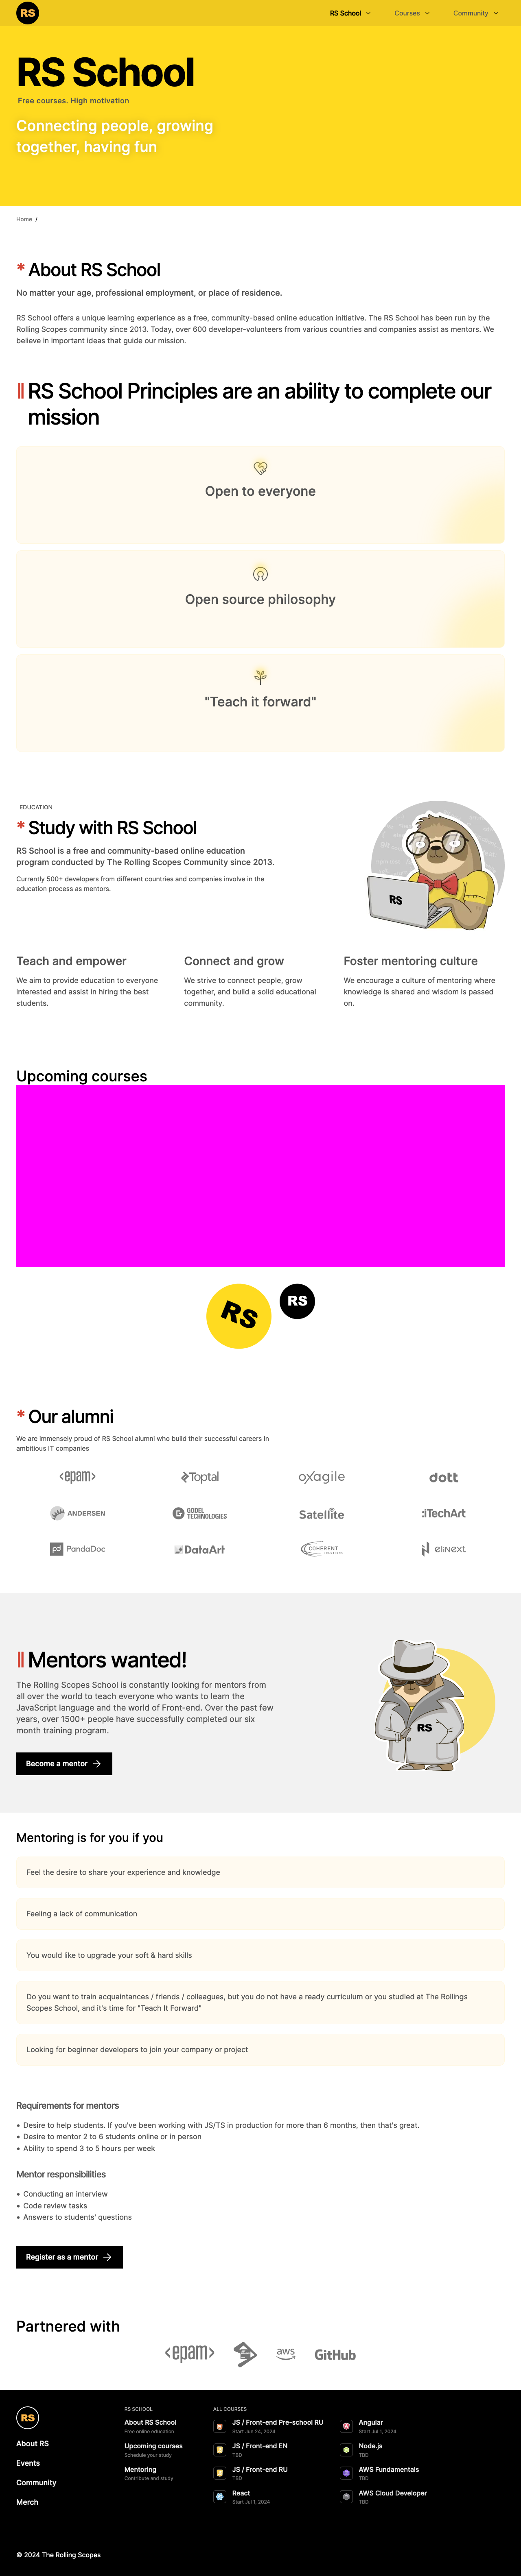 RS
RS School
Courses
Community
RS School
Free courses. High motivation
Connecting people, growing
together, having fun
Home /
* About RS School
No matter your age, professional employment, or place of residence.
RS School offers a unique learning experience as a free, community-based online education initiative. The RS School has been run by the
Rolling Scopes community since 2013. Today, over 600 developer-volunteers from various countries and companies assist as mentors. We
believe in important ideas that guide our mission.
RS School Principles are an ability to complete our
mission
Open to everyone
Open source philosophy
"Teach it forward"
EDUCATION
* Study with RS School
RS School is a free and community-based online education
program conducted by The Rolling Scopes Community since 2013.
Currently 500+ developers from different countries and companies involve in the
education process as mentors.
RS
Teach and empower
We aim to provide education to everyone
interested and assist in hiring the best
students.
Connect and grow
We strive to connect people, grow
together, and build a solid educational
community.
Foster mentoring culture
We encourage a culture of mentoring where
knowledge is shared and wisdom is passed
on.
Upcoming courses
RS
RS
* Our alumni
We are immensely proud of RS School alumni who build their successful careers in
ambitious IT companies
<epam>
Toptal
oxagile
dott
ANDERSEN
GODEL
TECHNOLOGIES
Satellite
:iTechArt
pd PandaDoc
DataArt
COHERENT
elinext
Mentors wanted!
The Rolling Scopes School is constantly looking for mentors from
all over the world to teach everyone who wants to learn the
JavaScript language and the world of Front-end. Over the past few
years, over 1500+ people have successfully completed our six
month training program.
Become a mentor
RS
Mentoring is for you if you
Feel the desire to share your experience and knowledge
Feeling a lack of communication
You would like to upgrade your soft & hard skills
Do you want to train acquaintances / friends / colleagues, but you do not have a ready curriculum or you studied at The Rollings
Scopes School, and it's time for "Teach It Forward"
Looking for beginner developers to join your company or project
Requirements for mentors
• Desire to help students. If you've been working with JS/TS in production for more than 6 months, then that's great.
• Desire to mentor 2 to 6 students online or in person
• Ability to spend 3 to 5 hours per week
Mentor responsibilities
• Conducting an interview
• Code review tasks
• Answers to students' questions
Register as a mentor
Partnered with
<epam>
aws
GitHub
RS
About RS
Events
Community
Merch
RS SCHOOL
About RS School
Free online education
Upcoming courses
Schedule your study
Mentoring
Contribute and study
ALL COURSES
JS / Front-end Pre-school RU
Start Jun 24, 2024
JS / Front-end EN
TBD
JS / Front-end RU
TBD
React
Start Jul 1, 2024
Angular
Start Jul 1, 2024
Node.js
TBD
AWS Fundamentals
TBD
AWS Cloud Developer
TBD
© 2024 The Rolling Scopes